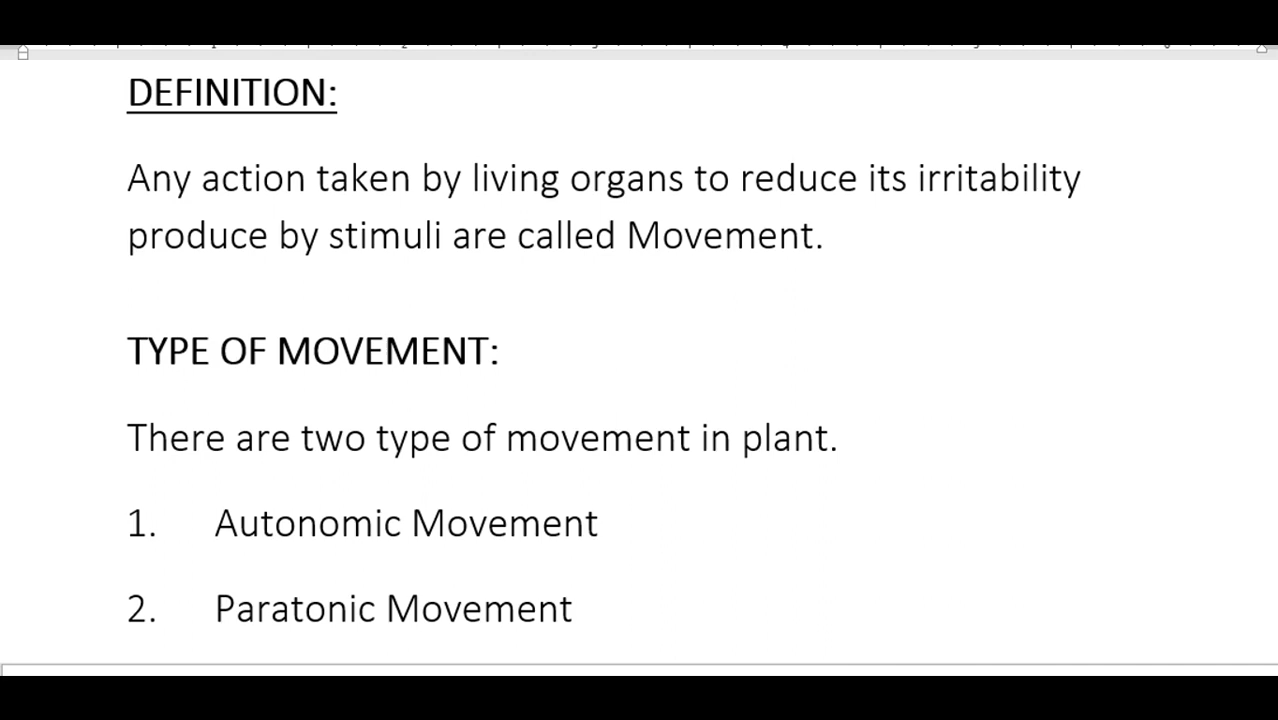 DEFINITION:
Any action taken by living organs to reduce its irritability
produce by stimuli are called Movement.
TYPE OF MOVEMENT:
There are two type of movement in plant.
1. Autonomic Movement
2. Paratonic Movement